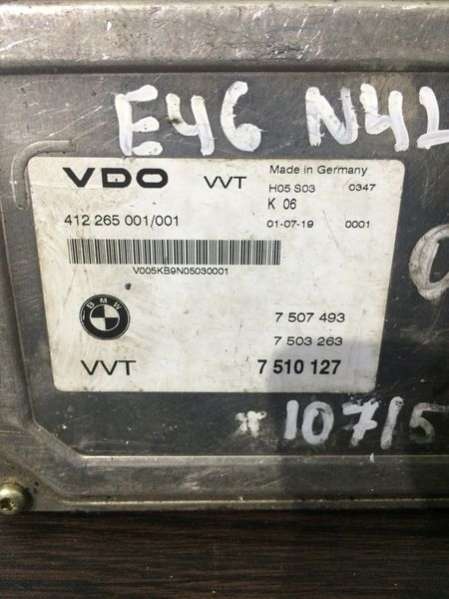 E46 N42
VDO VVT Made in Germany
H05 S03 0347
K 06
412 265 001/001 01-07-19 0001
V005KB9N05030001
BMW 7 507 493
7 503 263
VVT 7 510 127
* 107/5